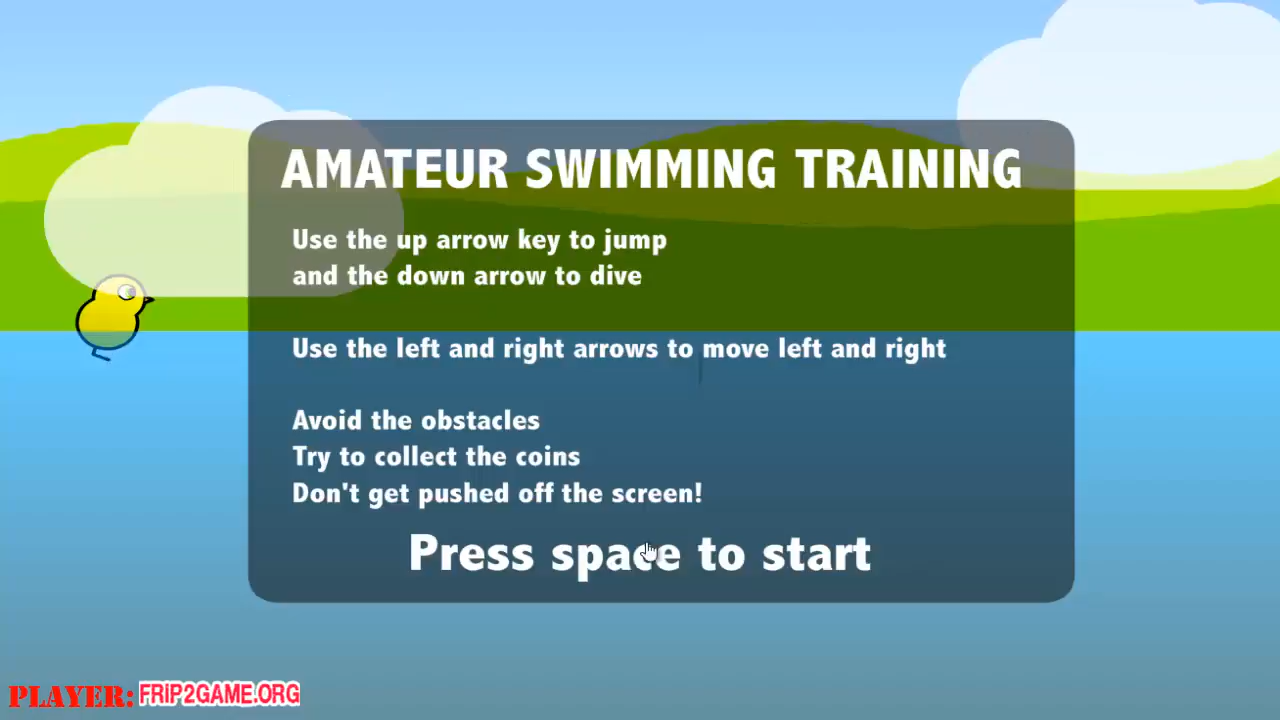 AMATEUR SWIMMING TRAINING
Use the up arrow key to jump
and the down arrow to dive
Use the left and right arrows to move left and right
Avoid the obstacles
Try to collect the coins
Don't get pushed off the screen!
Press space to start
PLAYER: FRIP2GAME.ORG